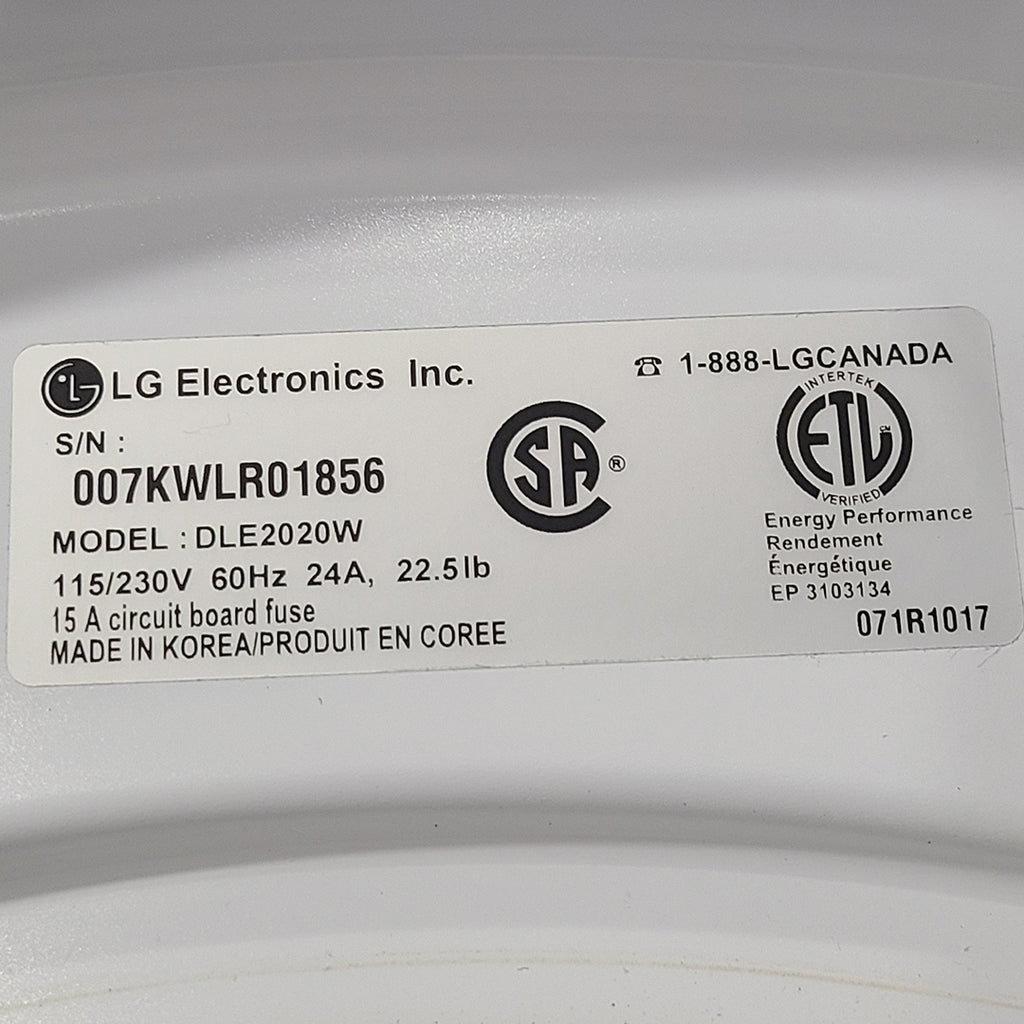 LG Electronics Inc.
☎ 1-888-LGCANADA
S/N :
007KWLR01856
MODEL : DLE2020W
115/230V 60Hz 24A, 22.5lb
15 A circuit board fuse
MADE IN KOREA/PRODUIT EN COREE
SA ®
INTERTEK
ETL CM
VERIFIED
Energy Performance
Rendement
Énergétique
EP 3103134
071R1017